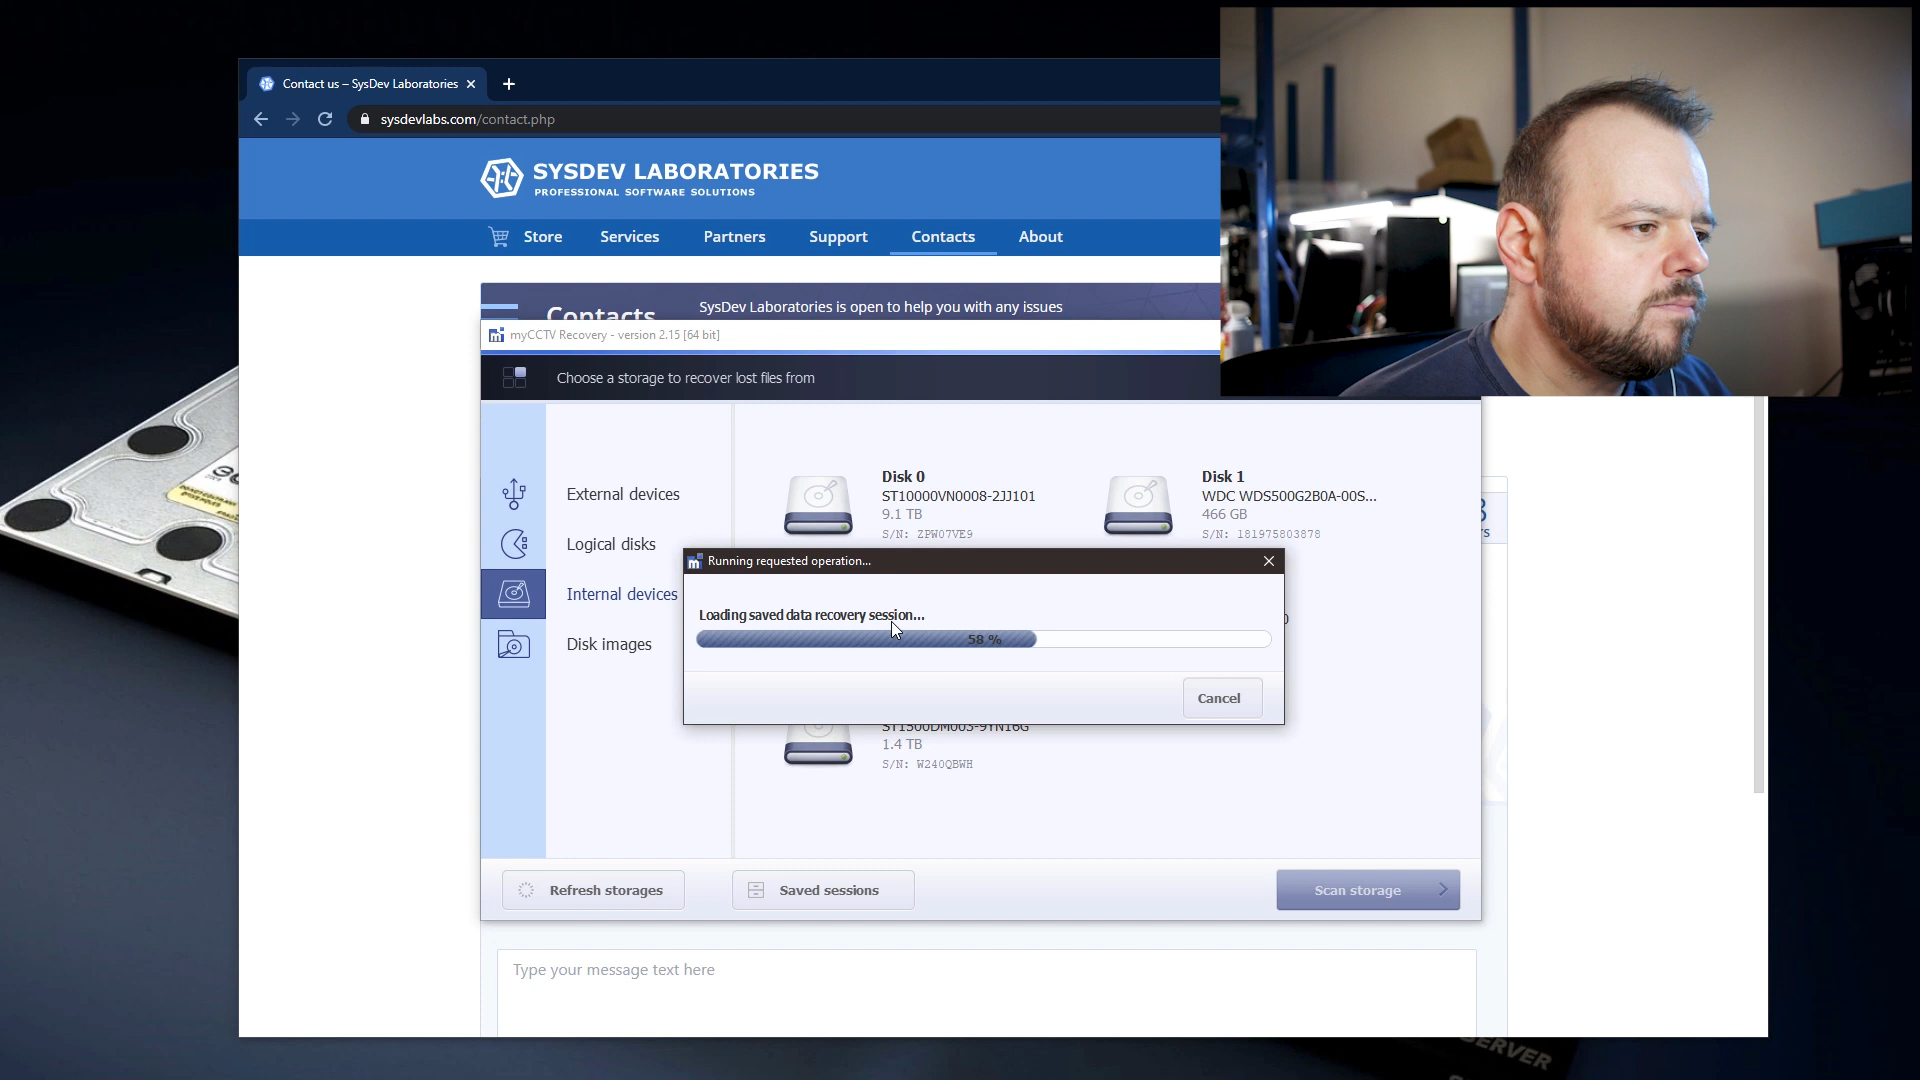 Contact us – SysDev Laboratories
sysdevlabs.com/contact.php
SYSDEV LABORATORIES
PROFESSIONAL SOFTWARE SOLUTIONS
Store Services Partners Support Contacts About
Contacts
SysDev Laboratories is open to help you with any issues
myCCTV Recovery - version 2.15 [64 bit]
Choose a storage to recover lost files from
External devices
Logical disks
Internal devices
Disk images
Disk 0
ST10000VN0008-2JJ101
9.1 TB
S/N: ZPW07VE9
Disk 1
WDC WDS500G2B0A-00S...
466 GB
S/N: 181975803878
Running requested operation...
Loading saved data recovery session...
58 %
Cancel
ST1500DM003-9YN16G
1.4 TB
S/N: W240QBWH
Refresh storages
Saved sessions
Scan storage
Type your message text here
SERVER